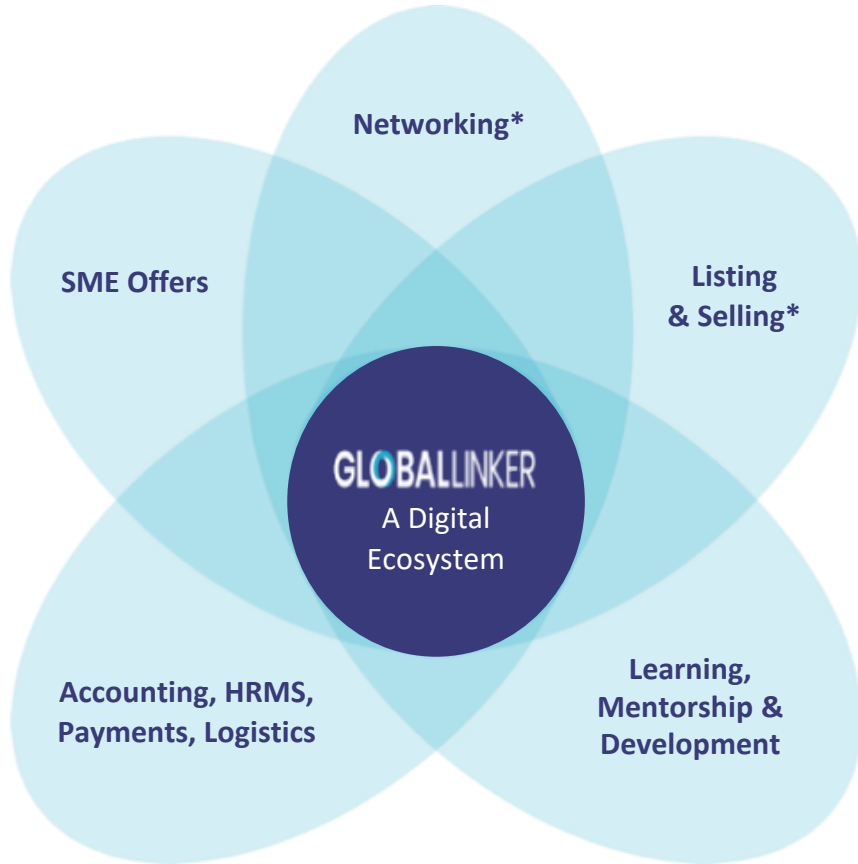 Networking*
SME Offers
Listing
& Selling*
GLOBALLINKER
A Digital
Ecosystem
Accounting, HRMS,
Payments, Logistics
Learning,
Mentorship &
Development